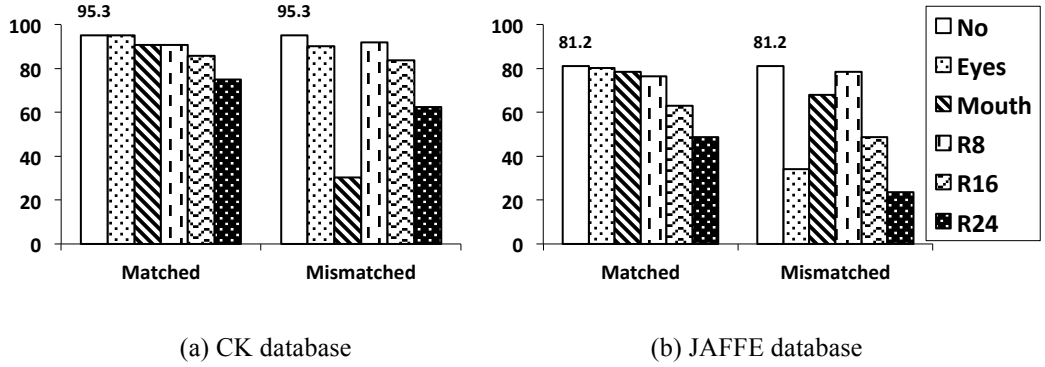 95.3
95.3
100
80
60
40
20
0
Matched
Mismatched
(a) CK database
81.2
81.2
100
80
60
40
20
0
Matched
Mismatched
(b) JAFFE database
No
Eyes
Mouth
R8
R16
R24